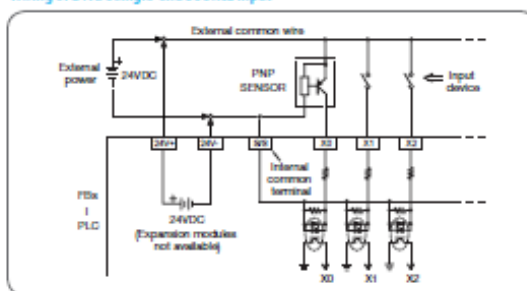 External common wire
External
power
24VDC
PNP
SENSOR
Input
device
24V+
24V-
S/S
X0
X1
X2
Internal
common
terminal
FBs
PLC
24VDC
(Expansion modules
not available)
X0
X1
X2